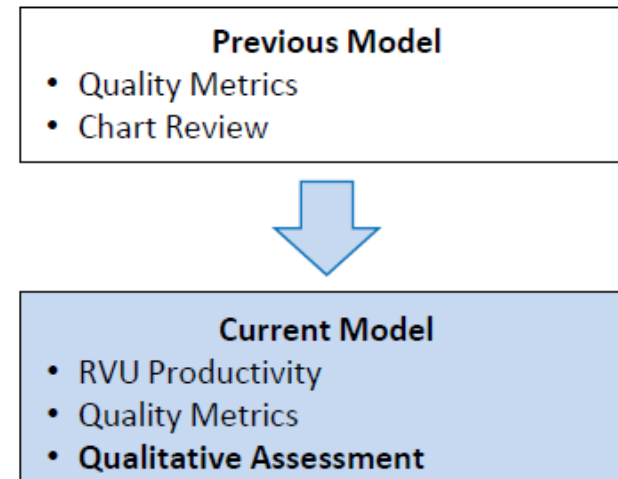 Previous Model
• Quality Metrics
• Chart Review
Current Model
• RVU Productivity
• Quality Metrics
• Qualitative Assessment